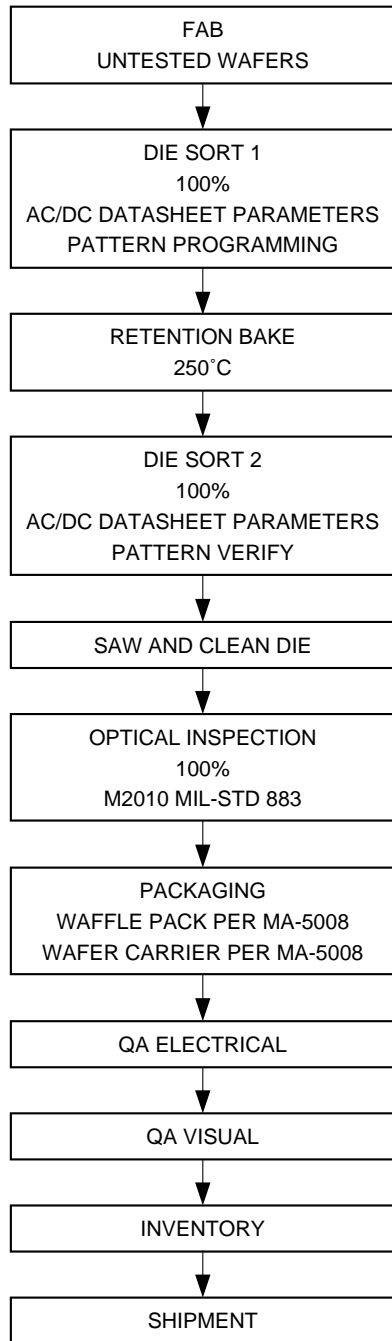 FAB
UNTESTED WAFERS
DIE SORT 1
100%
AC/DC DATASHEET PARAMETERS
PATTERN PROGRAMMING
RETENTION BAKE
250˚C
DIE SORT 2
100%
AC/DC DATASHEET PARAMETERS
PATTERN VERIFY
SAW AND CLEAN DIE
OPTICAL INSPECTION
100%
M2010 MIL-STD 883
PACKAGING
WAFFLE PACK PER MA-5008
WAFER CARRIER PER MA-5008
QA ELECTRICAL
QA VISUAL
INVENTORY
SHIPMENT